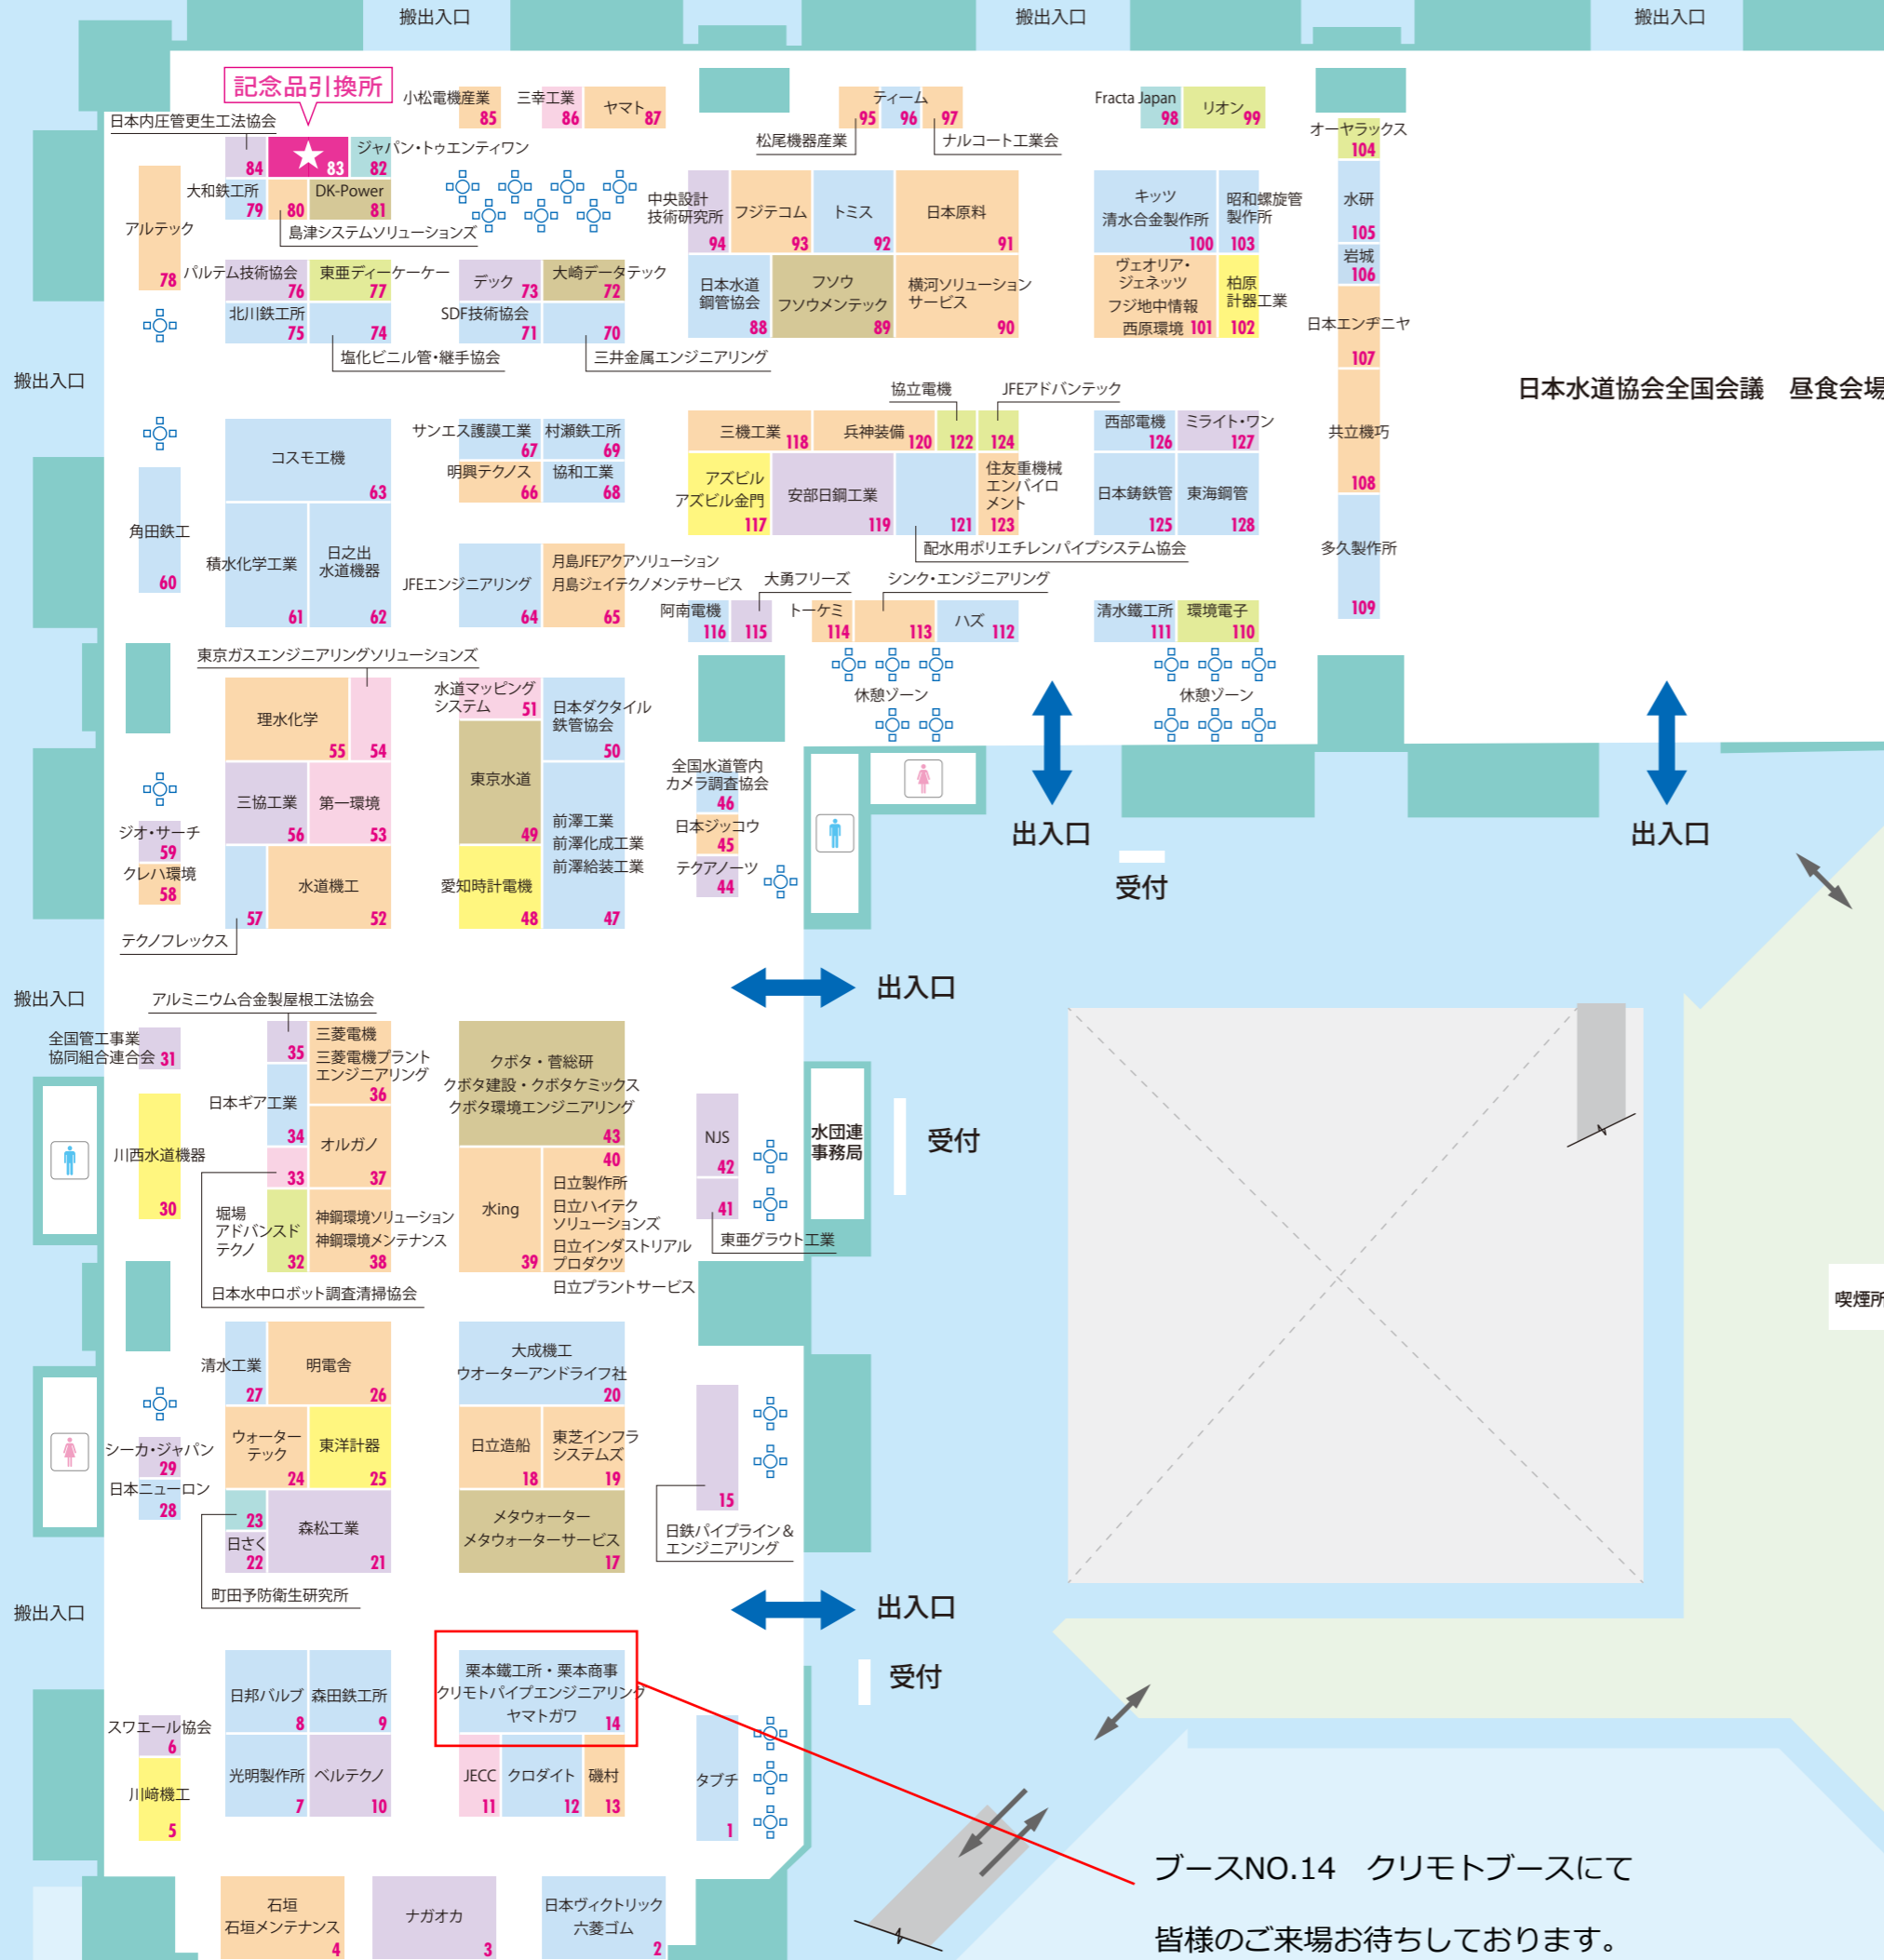 搬出入口
搬出入口
搬出入口
記念品引換所
小松電機産業
85
三幸工業
86
ヤマト
87
ティーム
95
96
97
松尾機器産業
ナルコート工業会
Fracta Japan
98
リオン
99
オーヤラックス
104
日本内圧管更生工法協会
84
83
ジャパン・トゥエンティワン
82
大和鉄工所
79
80
DK-Power
81
島津システムソリューションズ
アルテック
78
中央設計
技術研究所
94
フジテコム
93
トミス
92
日本原料
91
キッツ
清水合金製作所
100
昭和螺旋管
製作所
103
水研
105
岩城
106
パルテム技術協会
76
東亜ディーケーケー
77
デック
73
大崎データテック
72
北川鉄工所
75
74
SDF技術協会
71
70
塩化ビニル管・継手協会
三井金属エンジニアリング
日本水道
鋼管協会
88
フソウ
フソウメンテック
89
横河ソリューション
サービス
90
ヴェオリア・
ジェネッツ
フジ地中情報
西原環境
101
柏原
計器工業
102
日本エンヂニヤ
107
搬出入口
日本水道協会全国会議　昼食会場
コスモ工機
63
サンエス護膜工業
67
村瀬鉄工所
69
明興テクノス
66
協和工業
68
協立電機
JFEアドバンテック
三機工業
118
兵神装備
120
122
124
西部電機
126
ミライト・ワン
127
共立機巧
108
アズビル
アズビル金門
117
安部日鋼工業
119
121
住友重機械
エンバイロ
メント
123
日本鋳鉄管
125
東海鋼管
128
配水用ポリエチレンパイプシステム協会
角田鉄工
60
積水化学工業
61
日之出
水道機器
62
JFEエンジニアリング
64
月島JFEアクアソリューション
月島ジェイテクノメンテサービス
65
多久製作所
109
大勇フリーズ
シンク・エンジニアリング
阿南電機
116
115
トーケミ
114
113
ハズ
112
清水鐵工所
111
環境電子
110
休憩ゾーン
休憩ゾーン
東京ガスエンジニアリングソリューションズ
理水化学
55
54
水道マッピング
システム
51
日本ダクタイル
鉄管協会
50
三協工業
56
第一環境
53
東京水道
49
前澤工業
前澤化成工業
前澤給装工業
47
全国水道管内
カメラ調査協会
46
日本ジッコウ
45
テクアノーツ
44
ジオ・サーチ
59
クレハ環境
58
57
水道機工
52
愛知時計電機
48
テクノフレックス
出入口
出入口
受付
出入口
搬出入口
アルミニウム合金製屋根工法協会
全国管工事業
協同組合連合会
31
35
三菱電機
三菱電機プラント
エンジニアリング
36
日本ギア工業
34
オルガノ
37
33
川西水道機器
30
堀場
アドバンスド
テクノ
32
神鋼環境ソリューション
神鋼環境メンテナンス
38
日本水中ロボット調査清掃協会
クボタ・菅総研
クボタ建設・クボタケミックス
クボタ環境エンジニアリング
43
水ing
39
40
日立製作所
日立ハイテク
ソリューションズ
日立インダストリアル
プロダクツ
日立プラントサービス
NJS
42
41
東亜グラウト工業
水団連
事務局
受付
喫煙所
清水工業
27
明電舎
26
大成機工
ウオーターアンドライフ社
20
ウォーター
テック
24
東洋計器
25
日立造船
18
東芝インフラ
システムズ
19
シーカ・ジャパン
29
日本ニューロン
28
23
日さく
22
森松工業
21
町田予防衛生研究所
メタウォーター
メタウォーターサービス
17
15
日鉄パイプライン＆
エンジニアリング
搬出入口
出入口
受付
日邦バルブ
8
森田鉄工所
9
栗本鐵工所・栗本商事
クリモトパイプエンジニアリング
ヤマトガワ
14
スワエール協会
6
川﨑機工
5
光明製作所
7
ベルテクノ
10
JECC
11
クロダイト
12
磯村
13
タブチ
1
石垣
石垣メンテナンス
4
ナガオカ
3
日本ヴィクトリック
六菱ゴム
2
ブースNO.14　クリモトブースにて
皆様のご来場お待ちしております。